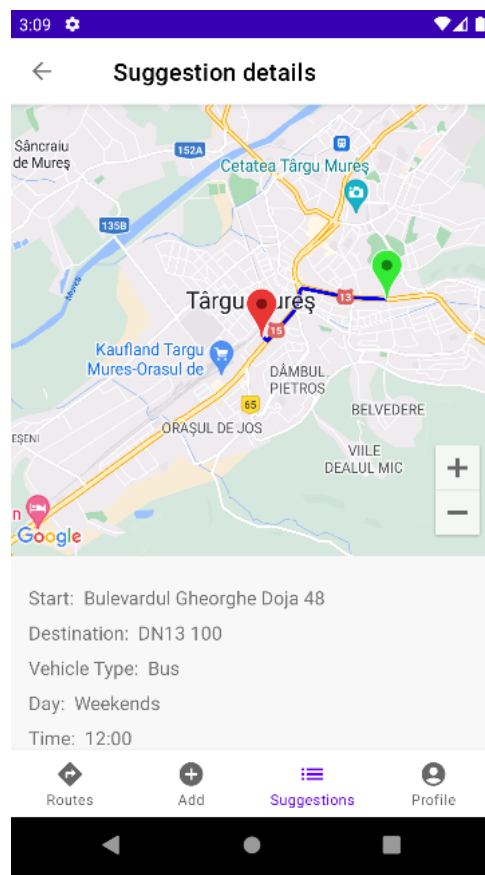 3:09
Suggestion details
Sâncraiu
de Mureș
152A
Cetatea Târgu Mureș
135B
Mureș
13
15
Kaufland Targu
Mures-Orasul de
DÂMBUL
PIETROS
65
BELVEDERE
ORAȘUL DE JOS
EȘENI
VIILE
DEALUL MIC
+
−
n
Google
Start: Bulevardul Gheorghe Doja 48
Destination: DN13 100
Vehicle Type: Bus
Day: Weekends
Time: 12:00
Routes
Add
Suggestions
Profile